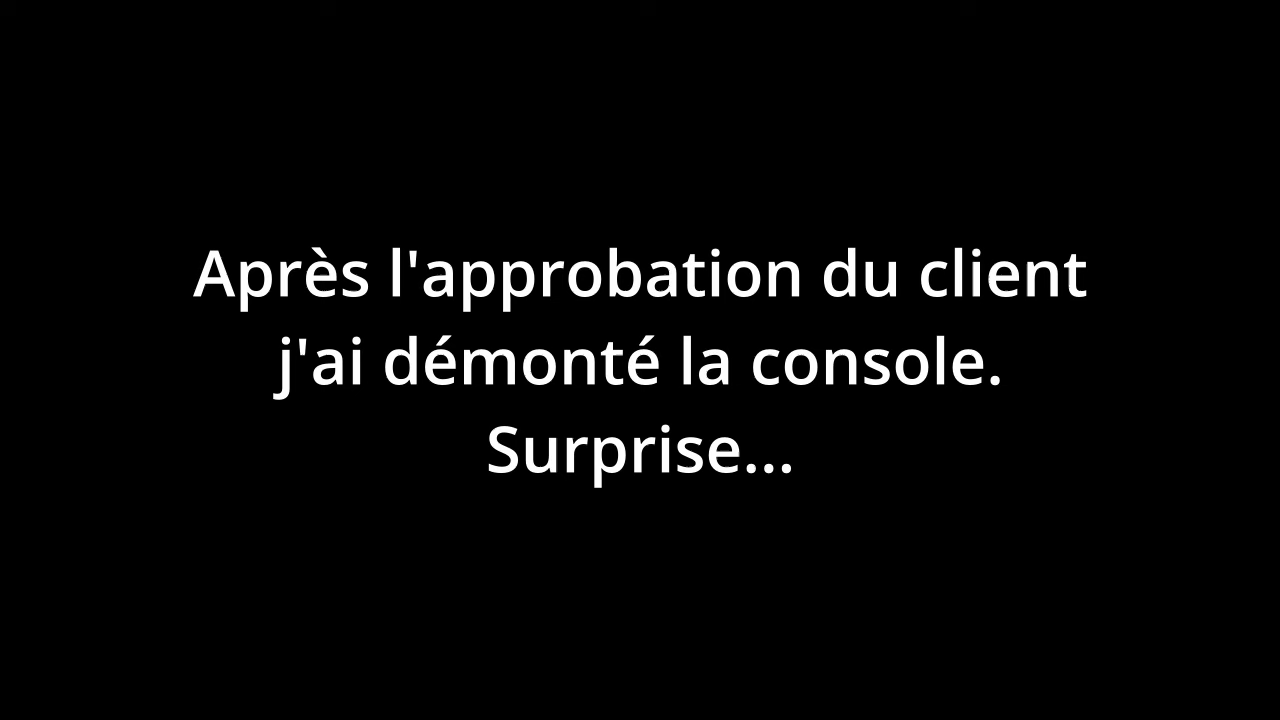 Après l'approbation du client
j'ai démonté la console.
Surprise...